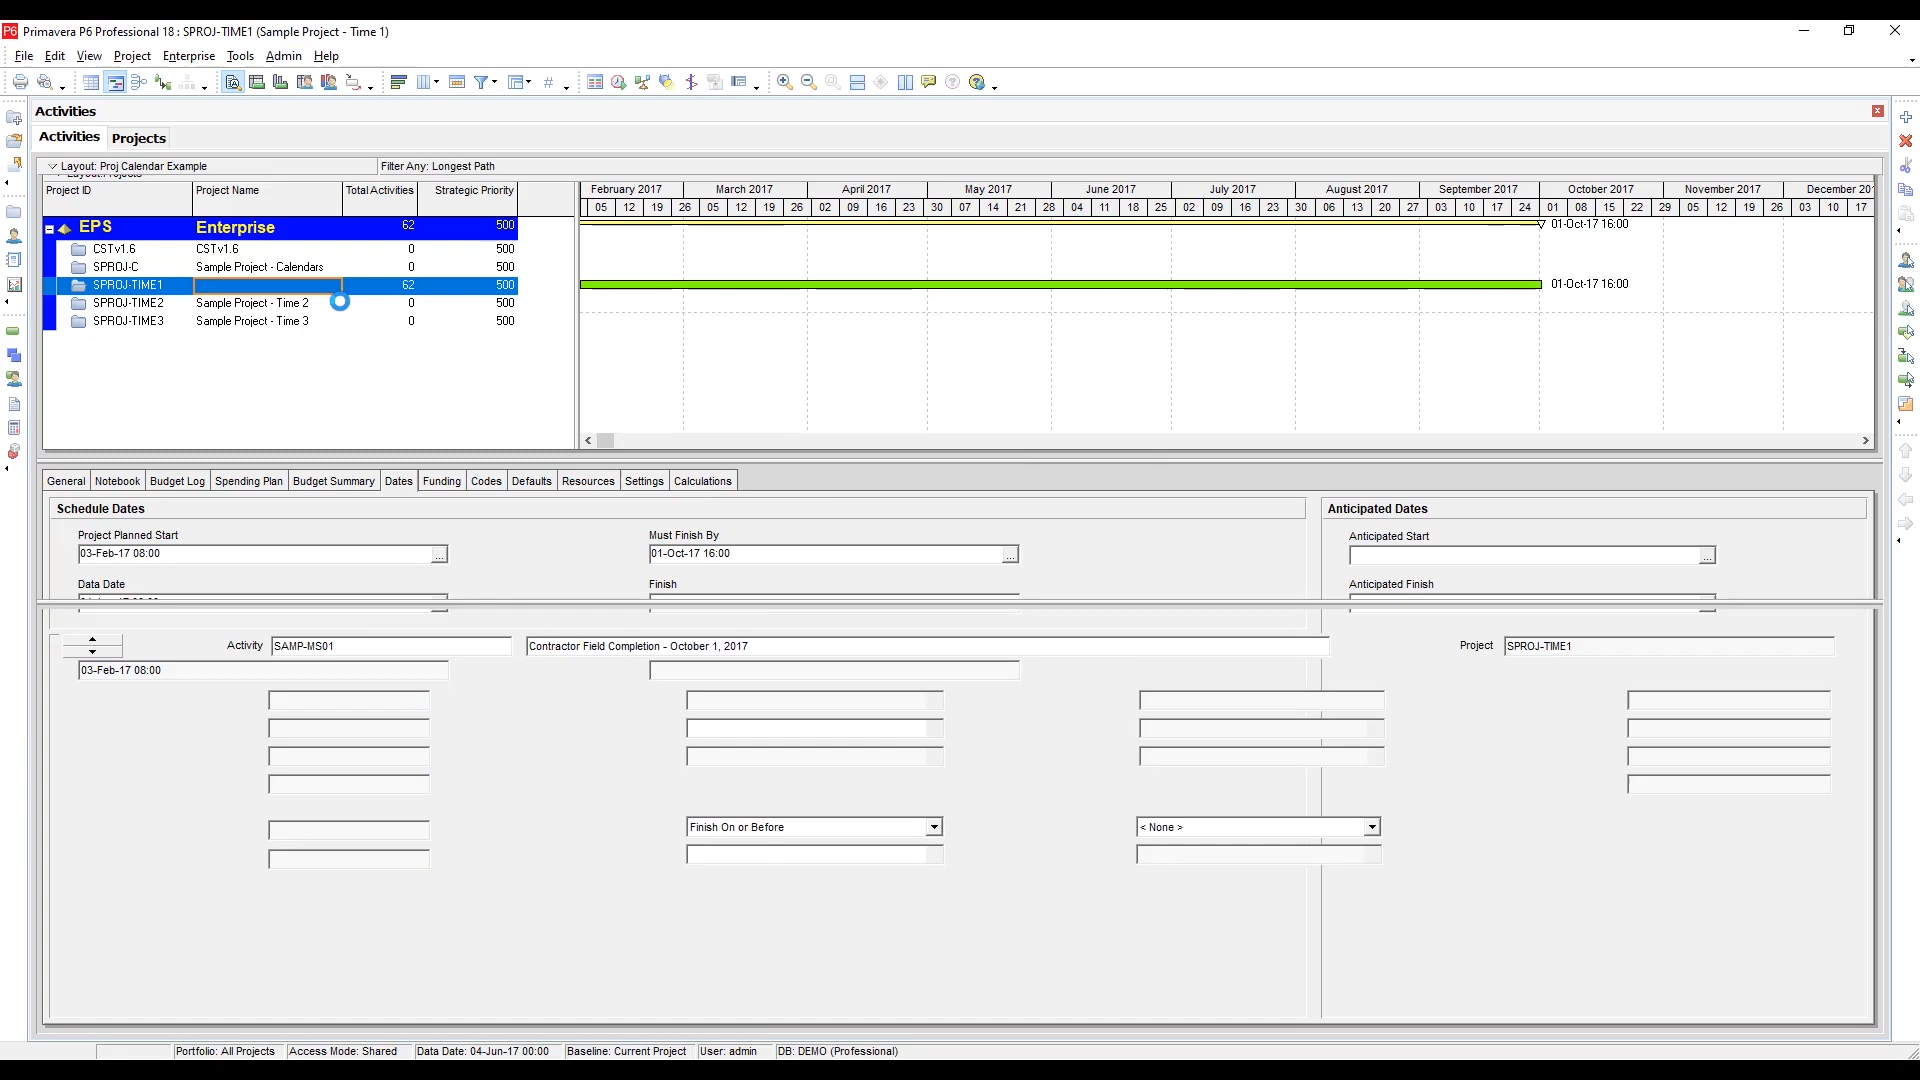 P6 Primavera P6 Professional 18 : SPROJ-TIME1 (Sample Project - Time 1)
File Edit View Project Enterprise Tools Admin Help
Activities
Activities Projects
Layout: Proj Calendar Example Filter Any: Longest Path
Project ID Project Name Total Activities Strategic Priority
February 2017 March 2017 April 2017 May 2017 June 2017 July 2017 August 2017 September 2017 October 2017 November 2017 December 201
05 12 19 26 05 12 19 26 02 09 16 23 30 07 14 21 28 04 11 18 25 02 09 16 23 30 06 13 20 27 03 10 17 24 01 08 15 22 29 05 12 19 26 03 10 17
EPS Enterprise 62 500 01-Oct-17 16:00
CSTv1.6 CSTv1.6 0 500
SPROJ-C Sample Project - Calendars 0 500
SPROJ-TIME1 62 500 01-Oct-17 16:00
SPROJ-TIME2 Sample Project - Time 2 0 500
SPROJ-TIME3 Sample Project - Time 3 0 500
General Notebook Budget Log Spending Plan Budget Summary Dates Funding Codes Defaults Resources Settings Calculations
Schedule Dates Anticipated Dates
Project Planned Start Must Finish By Anticipated Start
03-Feb-17 08:00 ... 01-Oct-17 16:00 ... ...
Data Date Finish Anticipated Finish
Activity SAMP-MS01 Contractor Field Completion - October 1, 2017 Project SPROJ-TIME1
03-Feb-17 08:00
Finish On or Before < None >
Portfolio: All Projects Access Mode: Shared Data Date: 04-Jun-17 00:00 Baseline: Current Project User: admin DB: DEMO (Professional)